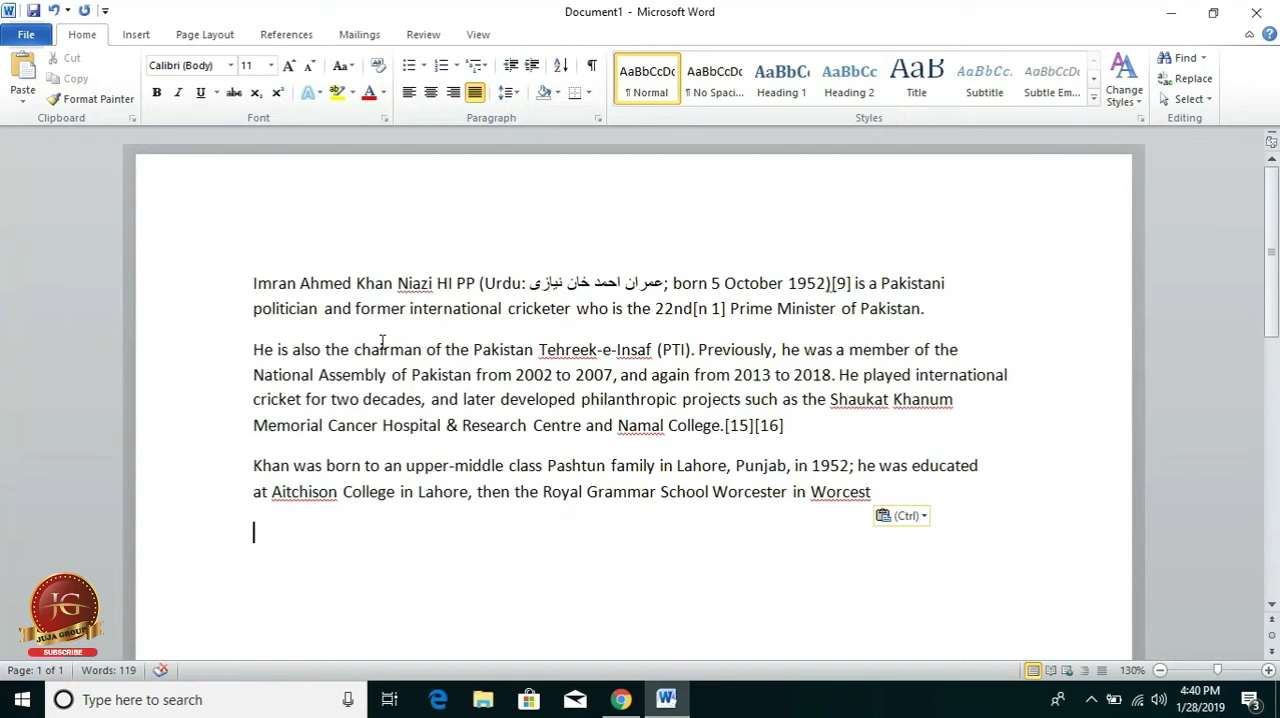 Document1 - Microsoft Word
File Home Insert Page Layout References Mailings Review View
Cut
Copy
Format Painter
Paste
Clipboard
Calibri (Body) 11
Font
Paragraph
AaBbCcDc AaBbCcDc AaBbCc AaBbCc AaB AaBbCc. AaBbCcDc
¶ Normal ¶ No Spaci... Heading 1 Heading 2 Title Subtitle Subtle Em...
Styles
Change
Styles
Find
Replace
Select
Editing
Imran Ahmed Khan Niazi HI PP (Urdu: عمران احمد خان نیازی; born 5 October 1952)[9] is a Pakistani
politician and former international cricketer who is the 22nd[n 1] Prime Minister of Pakistan.
He is also the chairman of the Pakistan Tehreek-e-Insaf (PTI). Previously, he was a member of the
National Assembly of Pakistan from 2002 to 2007, and again from 2013 to 2018. He played international
cricket for two decades, and later developed philanthropic projects such as the Shaukat Khanum
Memorial Cancer Hospital & Research Centre and Namal College.[15][16]
Khan was born to an upper-middle class Pashtun family in Lahore, Punjab, in 1952; he was educated
at Aitchison College in Lahore, then the Royal Grammar School Worcester in Worcest
(Ctrl)
JG
JUJA GROUP
SUBSCRIBE
Page: 1 of 1 Words: 119 130%
Type here to search
4:40 PM
1/28/2019
3